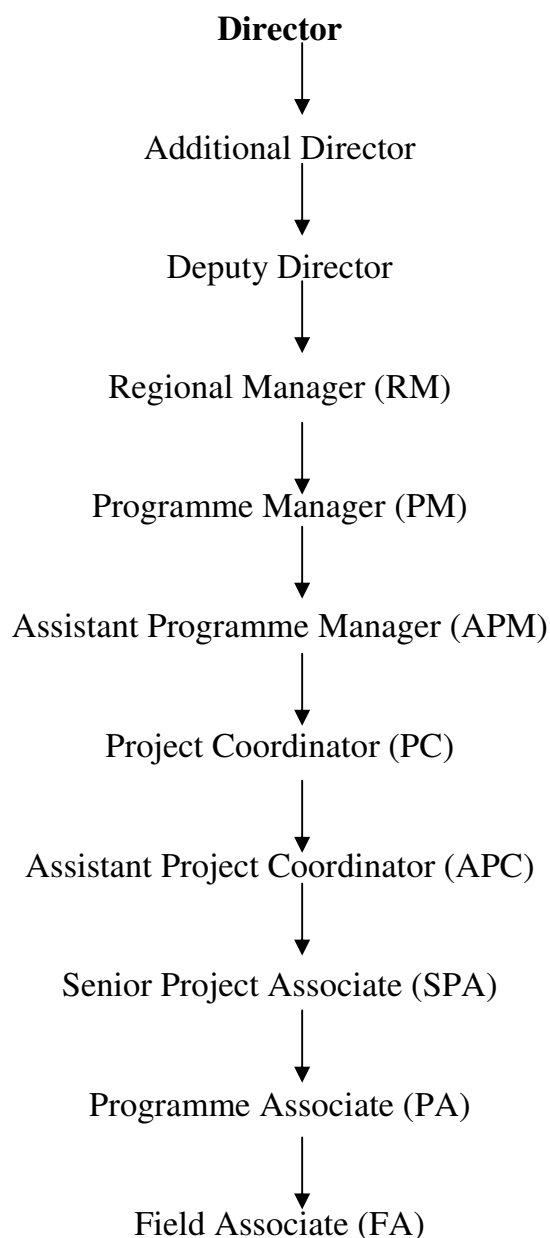 Director
Additional Director
Deputy Director
Regional Manager (RM)
Programme Manager (PM)
Assistant Programme Manager (APM)
Project Coordinator (PC)
Assistant Project Coordinator (APC)
Senior Project Associate (SPA)
Programme Associate (PA)
Field Associate (FA)